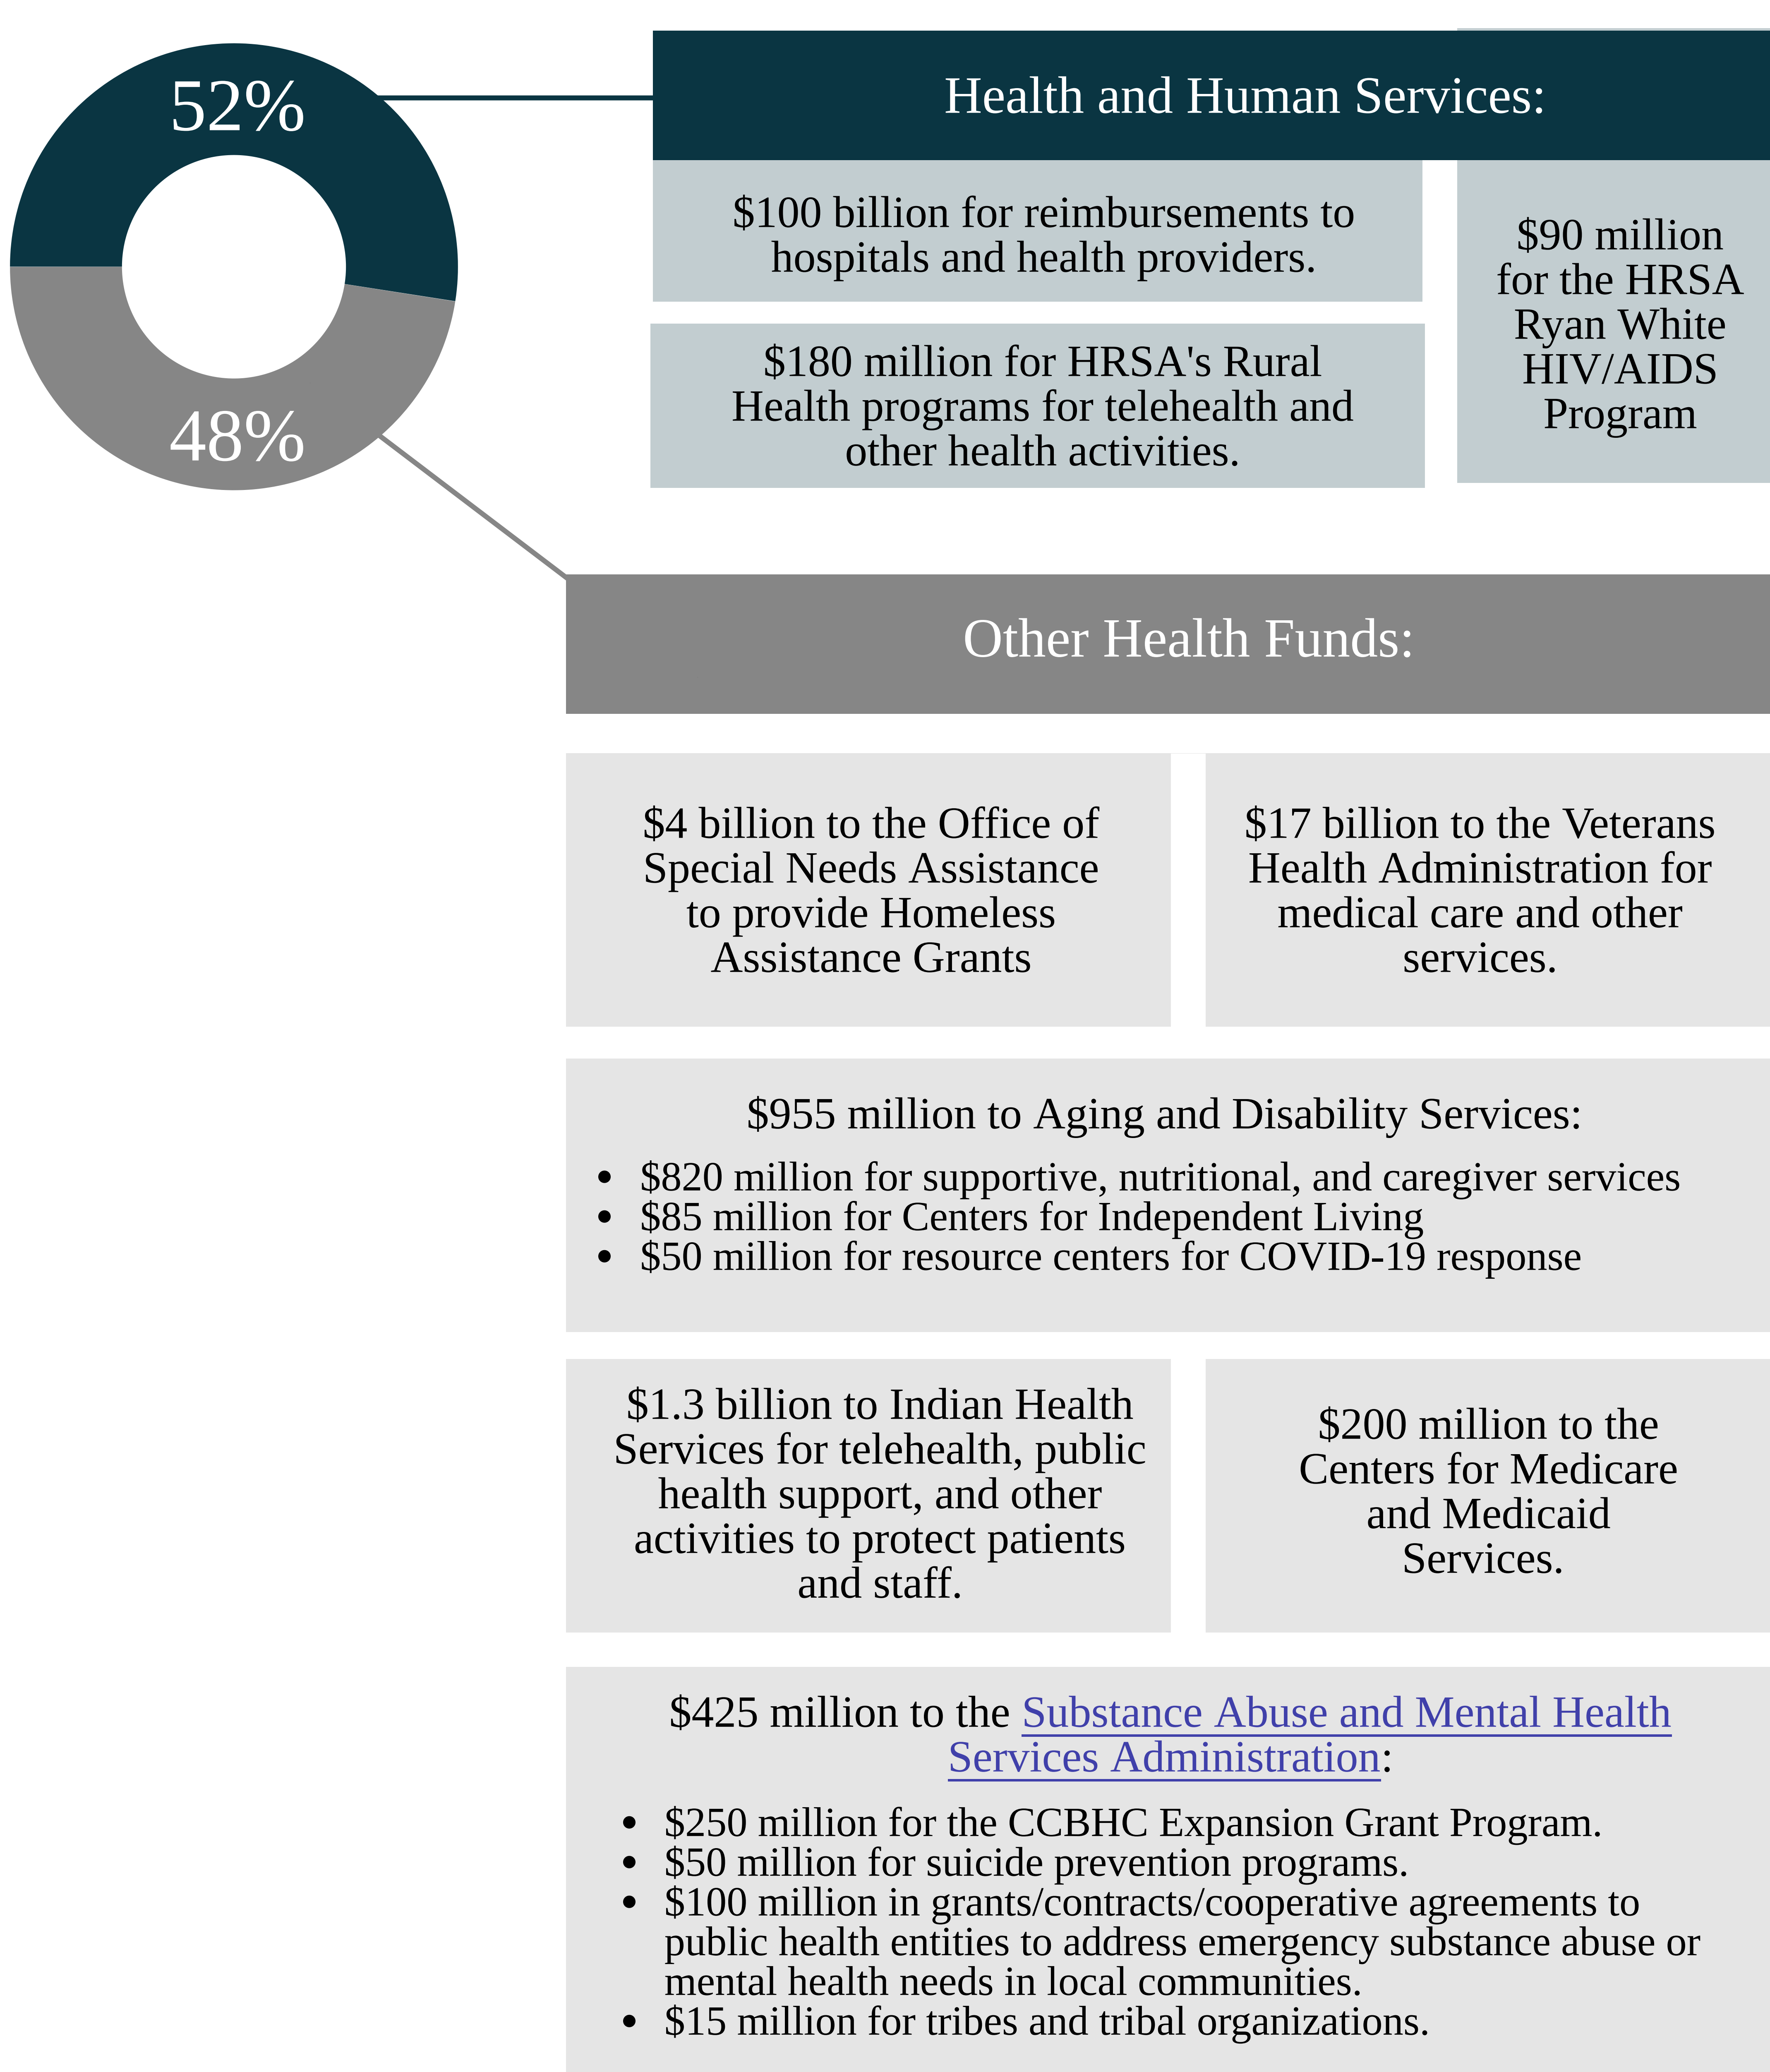 52%
48%
Health and Human Services:
$100 billion for reimbursements to
hospitals and health providers.
$180 million for HRSA's Rural
Health programs for telehealth and
other health activities.
$90 million
for the HRSA
Ryan White
HIV/AIDS
Program
Other Health Funds:
$4 billion to the Office of
Special Needs Assistance
to provide Homeless
Assistance Grants
$17 billion to the Veterans
Health Administration for
medical care and other
services.
$955 million to Aging and Disability Services:
• $820 million for supportive, nutritional, and caregiver services
• $85 million for Centers for Independent Living
• $50 million for resource centers for COVID-19 response
$1.3 billion to Indian Health
Services for telehealth, public
health support, and other
activities to protect patients
and staff.
$200 million to the
Centers for Medicare
and Medicaid
Services.
$425 million to the Substance Abuse and Mental Health
Services Administration:
• $250 million for the CCBHC Expansion Grant Program.
• $50 million for suicide prevention programs.
• $100 million in grants/contracts/cooperative agreements to
public health entities to address emergency substance abuse or
mental health needs in local communities.
• $15 million for tribes and tribal organizations.